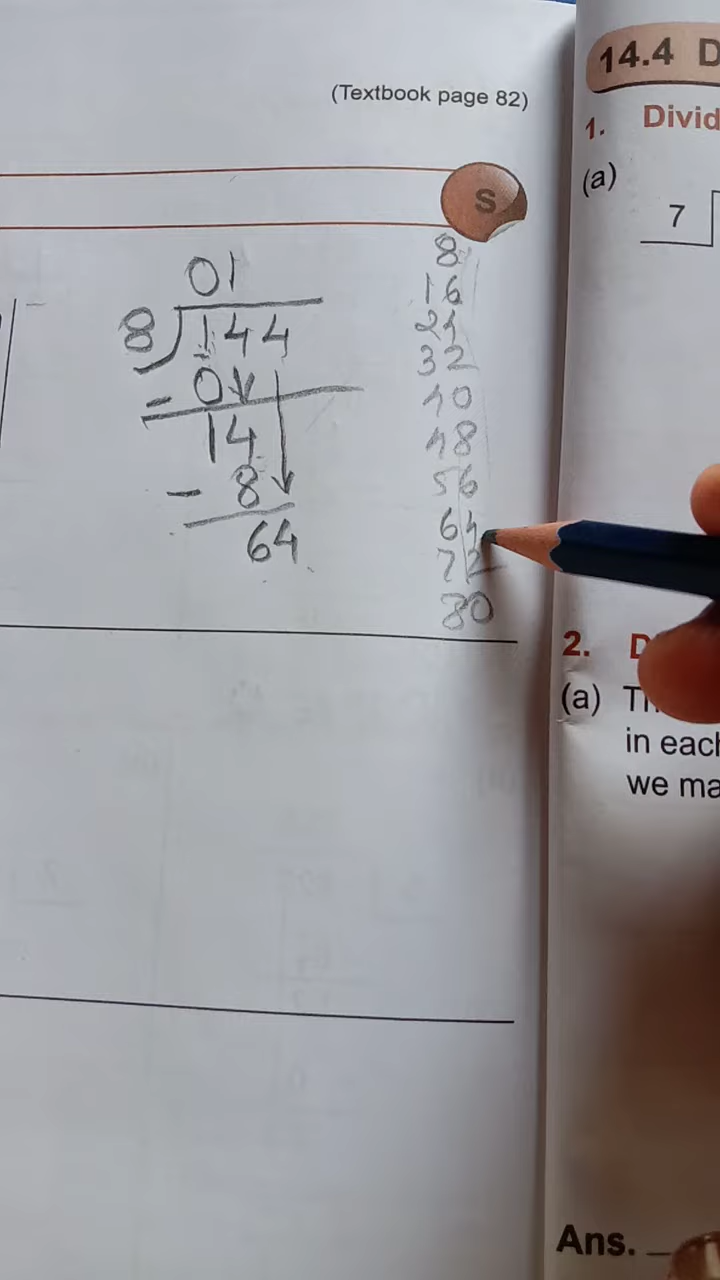 (Textbook page 82)
S
01
8 144
- 0
14
- 8
64
8
16
24
32
40
48
56
64
72
80
14.4 D
1. Divid
(a)
7
2. D
(a) Th
in each
we ma
Ans.